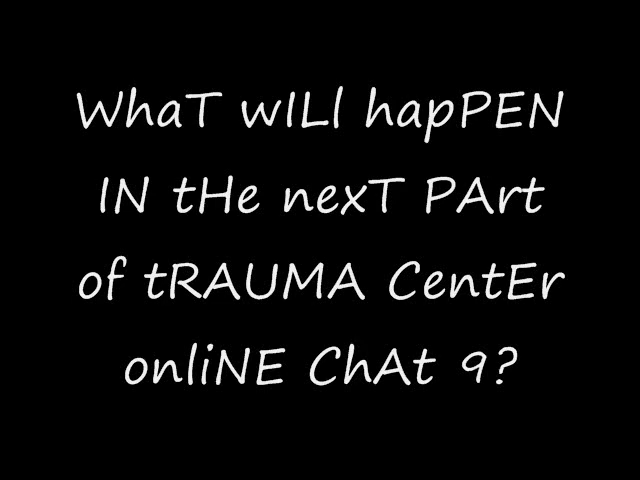 WhaT wILl hapPEN
IN tHe nexT PArt
of tRAUMA CentEr
onliNE ChAt 9?